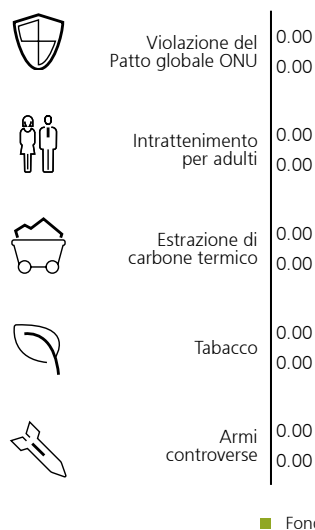 Violazione del
Patto globale ONU
0.00
0.00
Intrattenimento
per adulti
0.00
0.00
Estrazione di
carbone termico
0.00
0.00
Tabacco
0.00
0.00
Armi
controverse
0.00
0.00